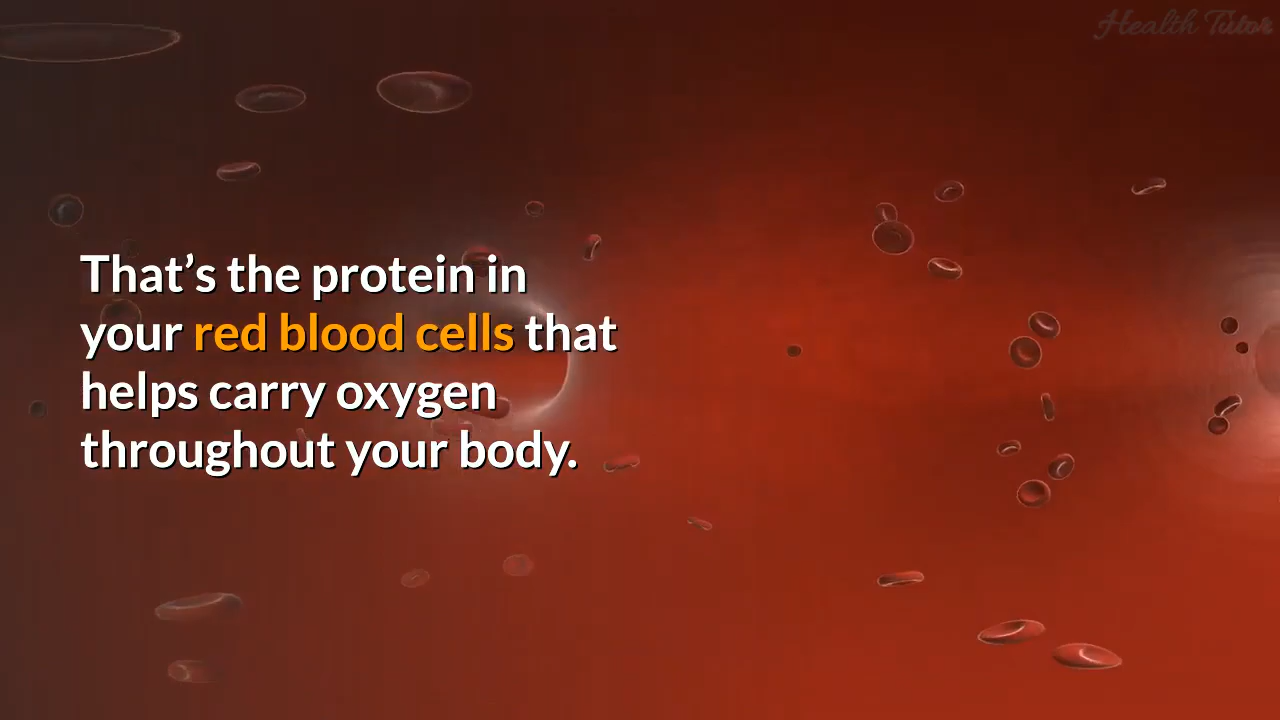 Health Tutor
That’s the protein in
your red blood cells that
helps carry oxygen
throughout your body.